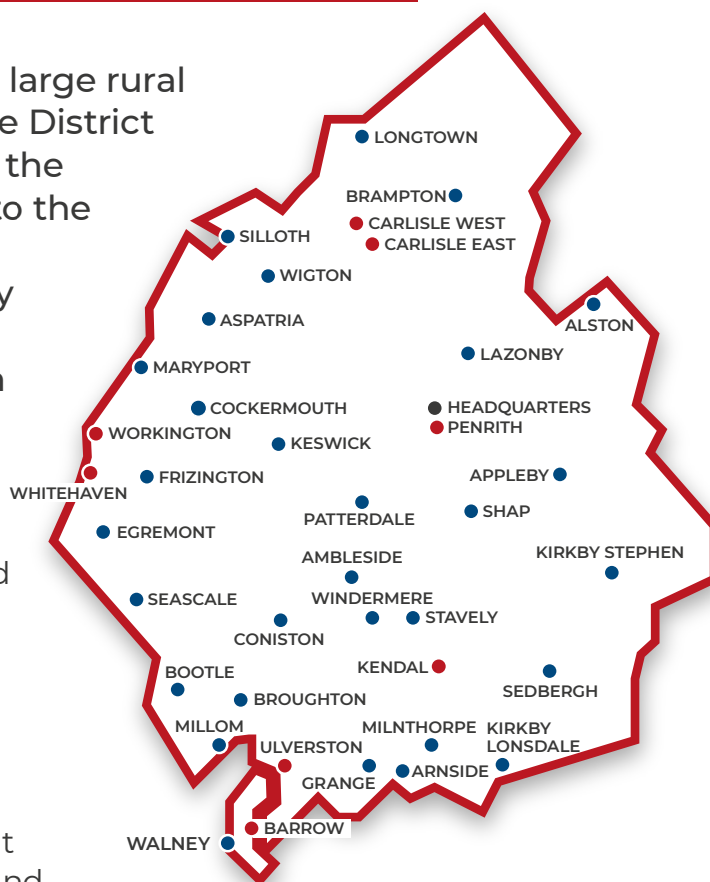 large rural
e District
the
to the
y
n
d
t
nd
LONGTOWN
BRAMPTON
CARLISLE WEST
CARLISLE EAST
SILLOTH
WIGTON
ALSTON
ASPATRIA
LAZONBY
MARYPORT
COCKERMOUTH
HEADQUARTERS
PENRITH
WORKINGTON
KESWICK
FRIZINGTON
APPLEBY
WHITEHAVEN
PATTERDALE
SHAP
EGREMONT
AMBLESIDE
KIRKBY STEPHEN
SEASCALE
WINDERMERE
STAVELY
CONISTON
KENDAL
BOOTLE
SEDBERGH
BROUGHTON
MILLOM
MILNTHORPE
KIRKBY
LONSDALE
ULVERSTON
GRANGE
ARNSIDE
BARROW
WALNEY